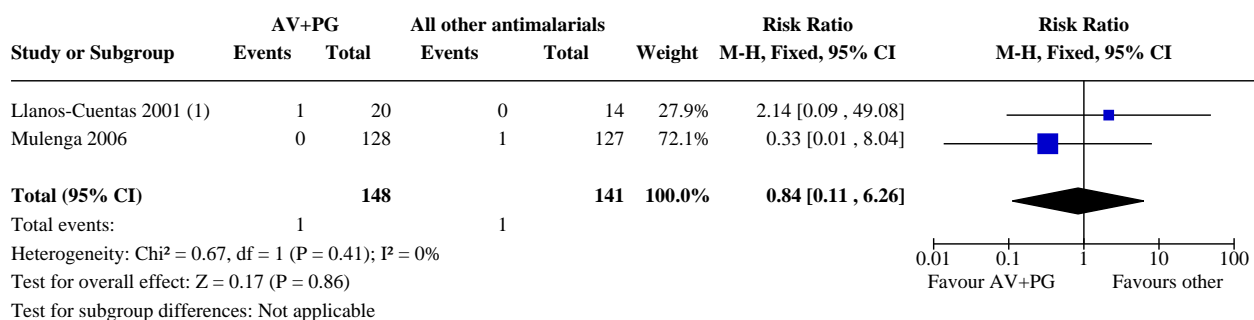 AV+PG All other antimalarials Risk Ratio Risk Ratio
Study or Subgroup Events Total Events Total Weight M-H, Fixed, 95% CI M-H, Fixed, 95% CI
Llanos-Cuentas 2001 (1) 1 20 0 14 27.9% 2.14 [0.09 , 49.08]
Mulenga 2006 0 128 1 127 72.1% 0.33 [0.01 , 8.04]
Total (95% CI) 148 141 100.0% 0.84 [0.11 , 6.26]
Total events: 1 1
Heterogeneity: Chi² = 0.67, df = 1 (P = 0.41); I² = 0%
0.01 0.1 1 10 100
Test for overall effect: Z = 0.17 (P = 0.86)
Favour AV+PG Favours other
Test for subgroup differences: Not applicable